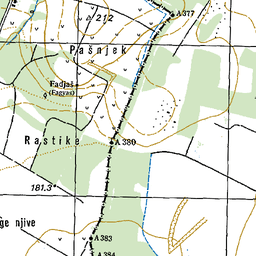 A 377
212
Pašnjek
Fadjaš
(Fagyas)
Rastike
A 380
181.3
ge njive
A 383
A 384